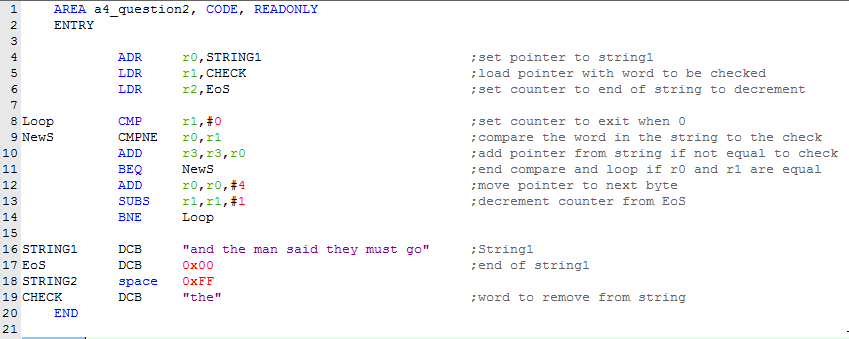 1 AREA a4_question2, CODE, READONLY
2 ENTRY
3
4 ADR r0,STRING1 ;set pointer to string1
5 LDR r1,CHECK ;load pointer with word to be checked
6 LDR r2,EoS ;set counter to end of string to decrement
7
8 Loop CMP r1,#0 ;set counter to exit when 0
9 NewS CMPNE r0,r1 ;compare the word in the string to the check
10 ADD r3,r3,r0 ;add pointer from string if not equal to check
11 BEQ NewS ;end compare and loop if r0 and r1 are equal
12 ADD r0,r0,#4 ;move pointer to next byte
13 SUBS r1,r1,#1 ;decrement counter from EoS
14 BNE Loop
15
16 STRING1 DCB "and the man said they must go" ;String1
17 EoS DCB 0x00 ;end of string1
18 STRING2 space 0xFF
19 CHECK DCB "the" ;word to remove from string
20 END
21